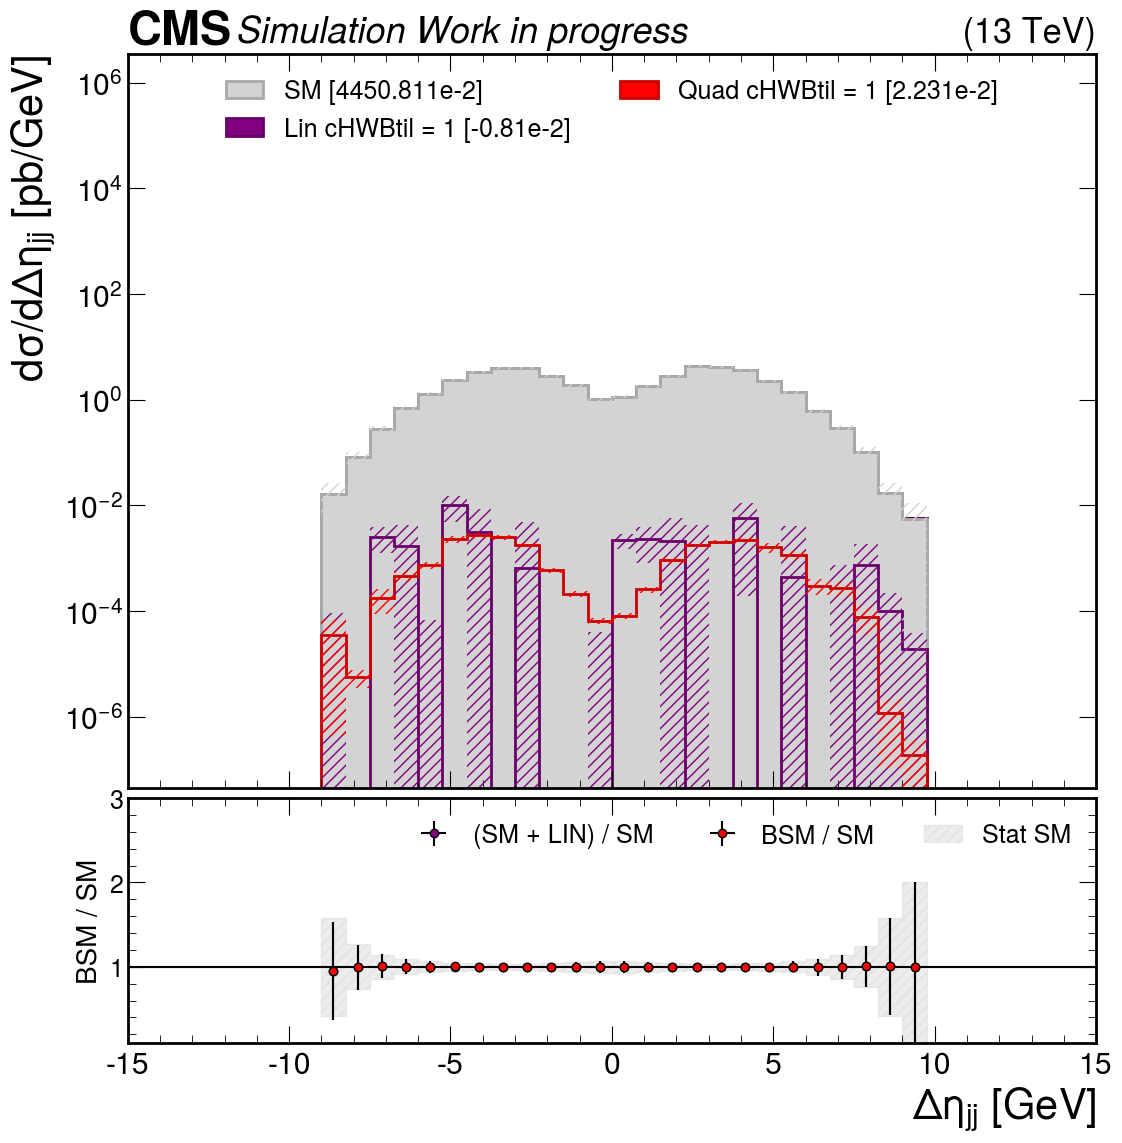 CMS Simulation Work in progress (13 TeV)
dσ/dΔηjj [pb/GeV]
SM [4450.811e-2]
Quad cHWBtil = 1 [2.231e-2]
Lin cHWBtil = 1 [-0.81e-2]
10^6
10^4
10^2
10^0
10^−2
10^−4
10^−6
BSM / SM
(SM + LIN) / SM
BSM / SM
Stat SM
3
2
1
-15 -10 -5 0 5 10 15
Δηjj [GeV]